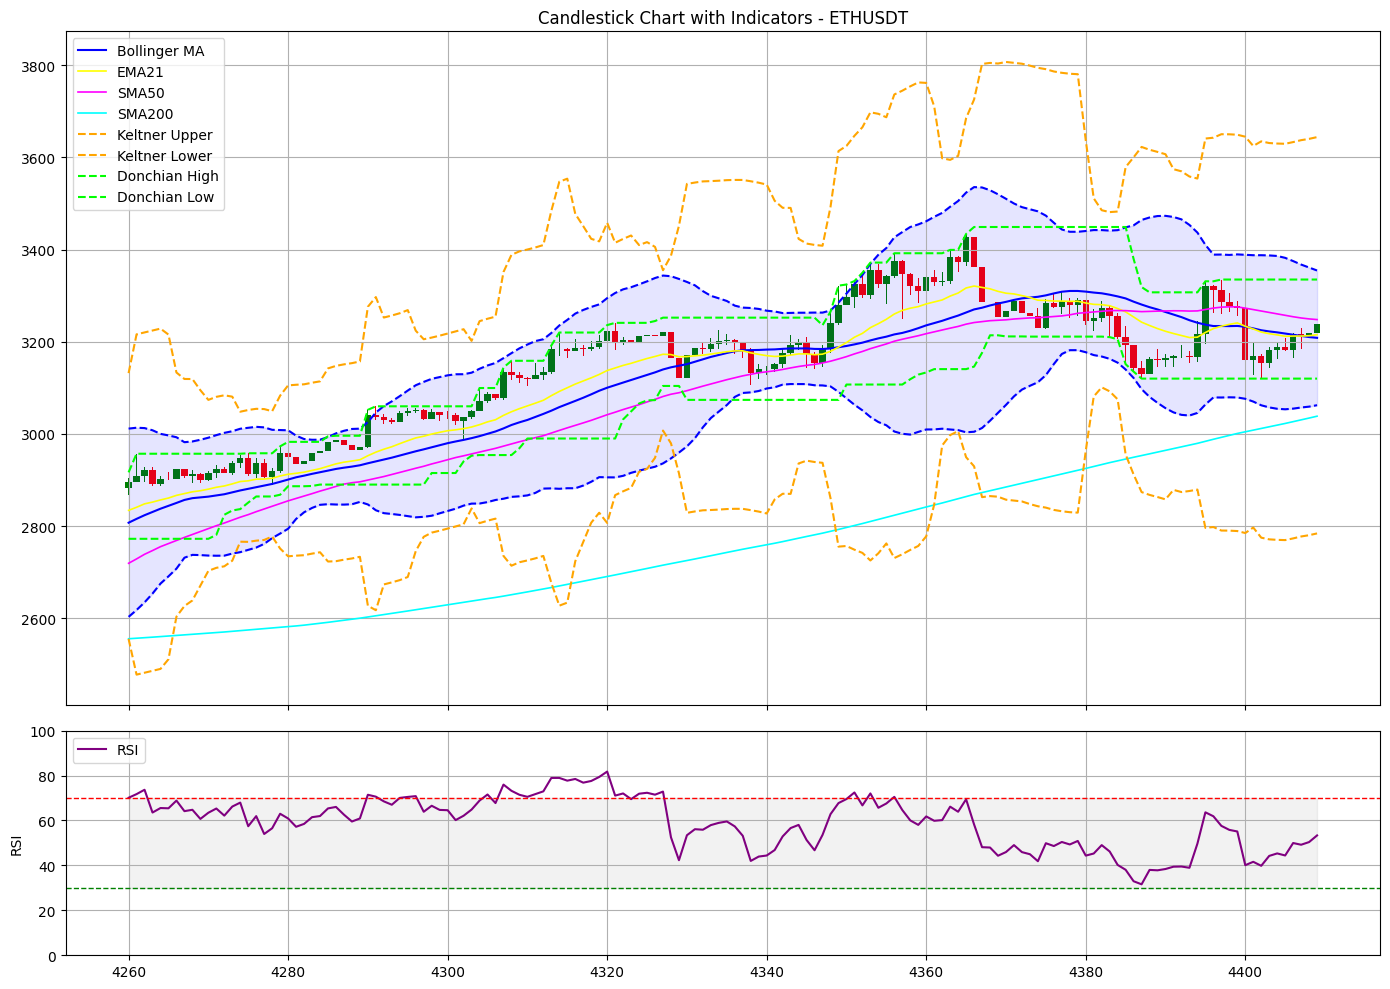 Candlestick Chart with Indicators - ETHUSDT
Bollinger MA
EMA21
SMA50
SMA200
Keltner Upper
Keltner Lower
Donchian High
Donchian Low
3800
3600
3400
3200
3000
2800
2600
RSI
100
80
60
40
20
0
RSI
4260
4280
4300
4320
4340
4360
4380
4400